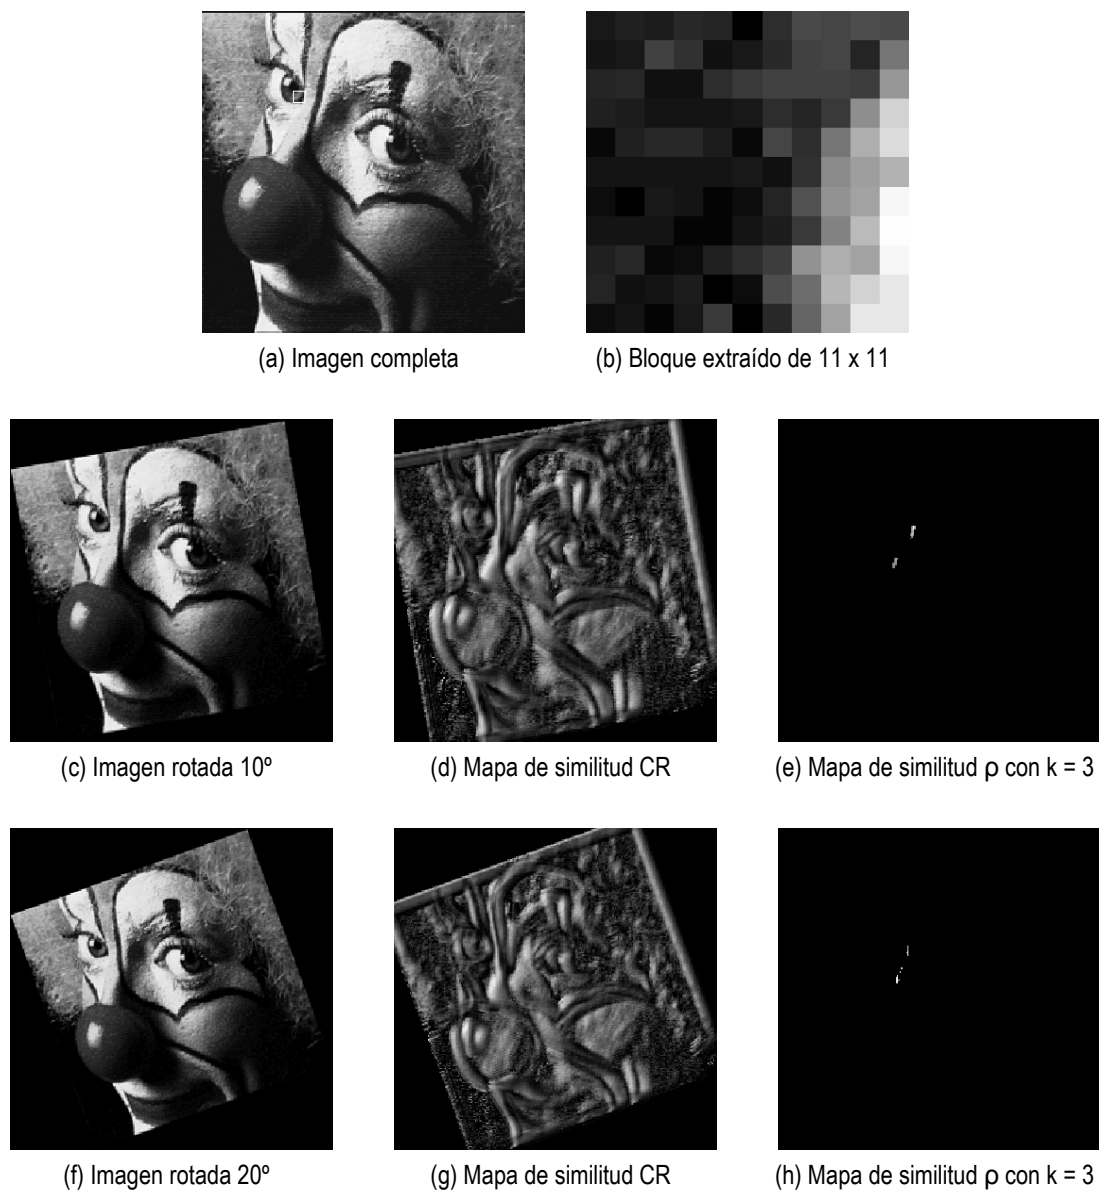 (a) Imagen completa
(b) Bloque extraído de 11 x 11
(c) Imagen rotada 10º
(d) Mapa de similitud CR
(e) Mapa de similitud ρ con k = 3
(f) Imagen rotada 20º
(g) Mapa de similitud CR
(h) Mapa de similitud ρ con k = 3